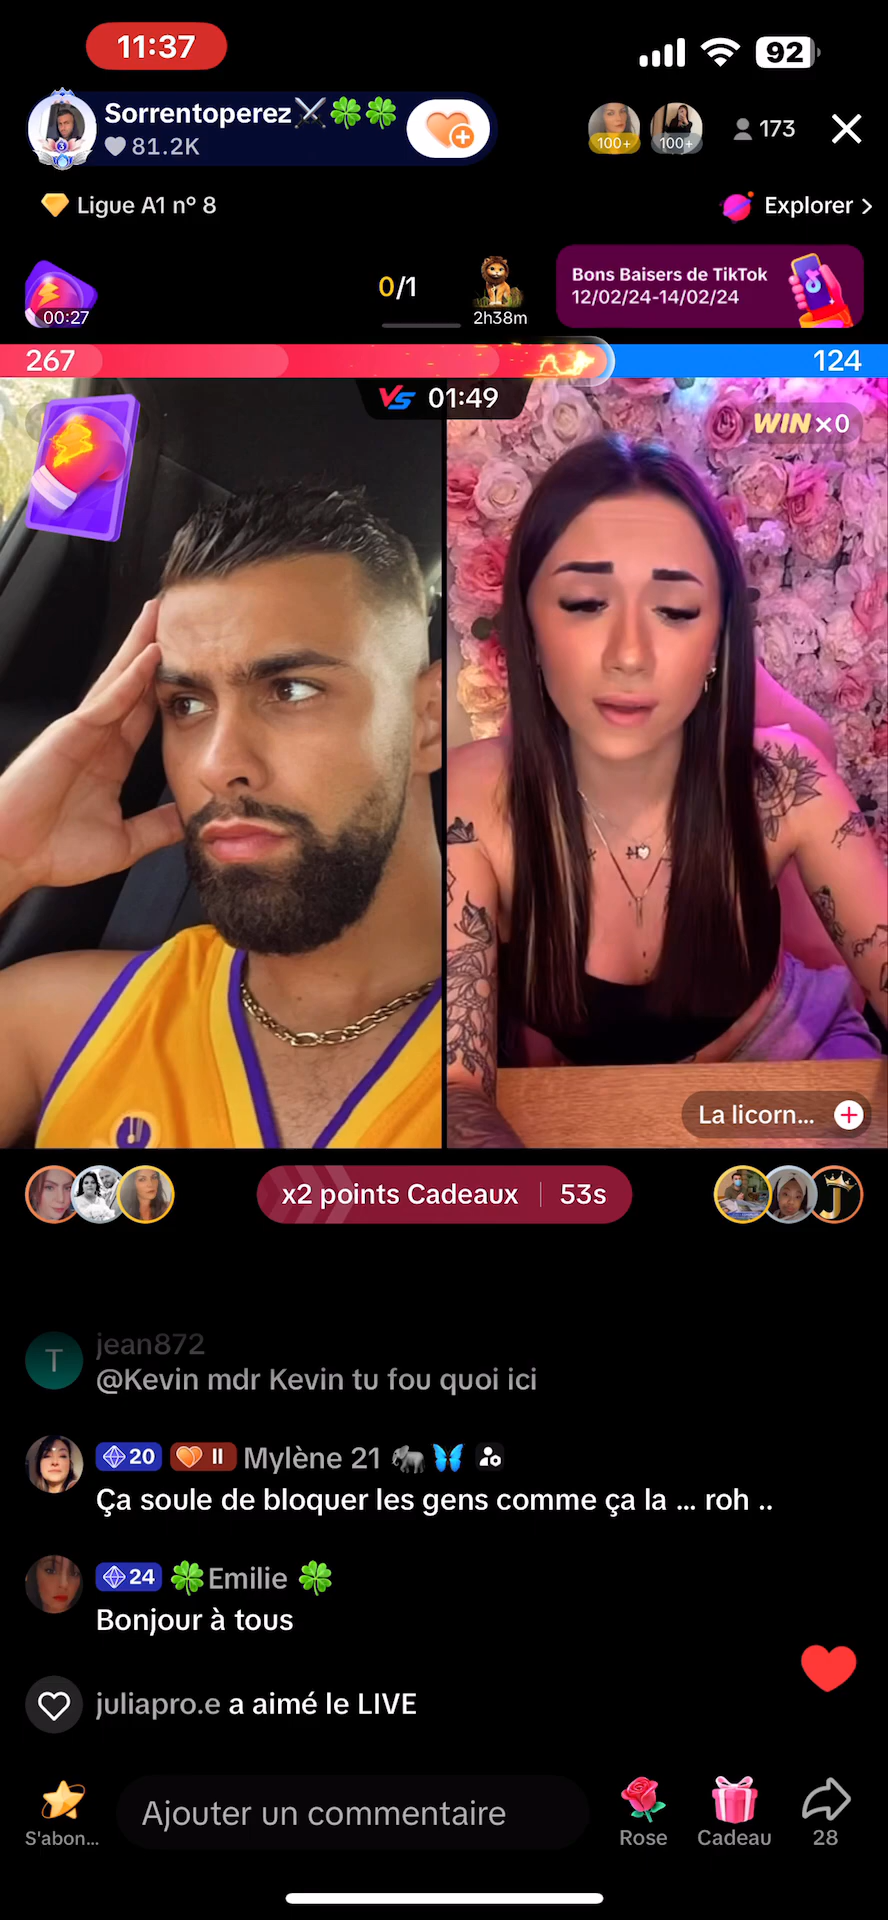 11:37
92
Sorrentoperez⚔️🍀🍀
81.2K
100+
100+
173
Ligue A1 n° 8
Explorer >
00:27
0/1
2h38m
Bons Baisers de TikTok
12/02/24-14/02/24
267
124
VS 01:49
WIN x0
La licorn...
x2 points Cadeaux | 53s
J
T
jean872
@Kevin mdr Kevin tu fou quoi ici
20 II Mylène 21 🐘🦋
Ça soule de bloquer les gens comme ça la ... roh ..
24 🍀Emilie 🍀
Bonjour à tous
juliapro.e a aimé le LIVE
S'abon...
Ajouter un commentaire
Rose
Cadeau
28